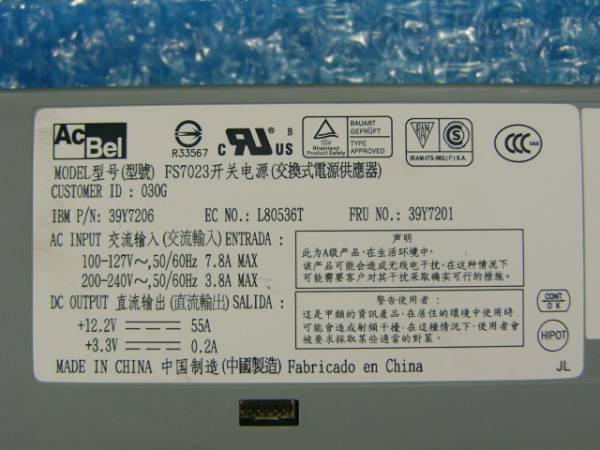 AcBel
R33567
C UR US
B
TÜV
Rheinland
Product Safety
BAUART
GEPRÜFT
TYPE
APPROVED
IRAM
S
IRAM-ITS-IMQ(F)S.A.
CCC
MODEL型号(型號) FS7023开关电源(交換式電源供應器)
CUSTOMER ID : 030G
IBM P/N: 39Y7206 EC NO.: L80536T FRU NO.: 39Y7201
AC INPUT 交流输入(交流輸入)ENTRADA :
100-127V～,50/60Hz 7.8A MAX
200-240V～,50/60Hz 3.8A MAX
DC OUTPUT 直流输出(直流輸出)SALIDA :
+12.2V 55A
+3.3V 0.2A
MADE IN CHINA 中国制造(中國製造) Fabricado en China
声明
此为A级产品,在生活环境中,
该产品可能会造成无线电干扰,在这种情况下
可能需要客户对其干扰采取确实可行的措施.
警告使用者:
這是甲類的資訊產品,在居住的環境中使用時
可能會造成射頻干擾,在這種情況下,使用者會
被要求採取某些適當的對策.
CONT
OK
HIPOT
JL